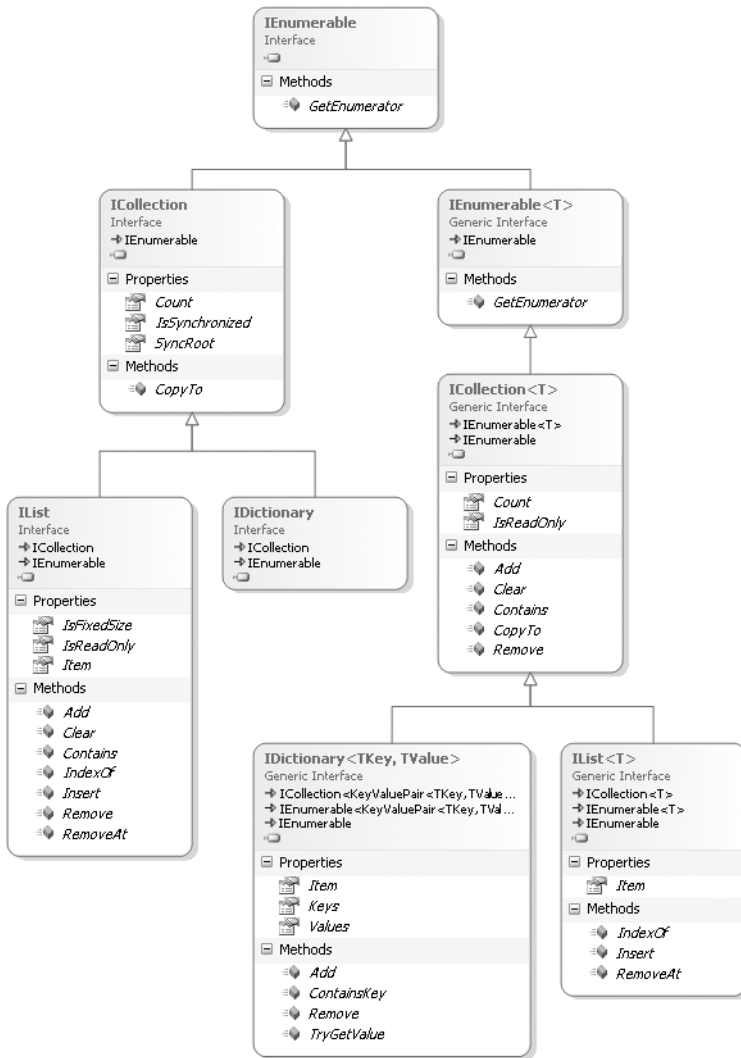 IEnumerable
Interface
Methods
GetEnumerator
ICollection
Interface
IEnumerable
Properties
Count
IsSynchronized
SyncRoot
Methods
CopyTo
IEnumerable<T>
Generic Interface
IEnumerable
Methods
GetEnumerator
ICollection<T>
Generic Interface
IEnumerable<T>
IEnumerable
Properties
Count
IsReadOnly
Methods
Add
Clear
Contains
CopyTo
Remove
IList
Interface
ICollection
IEnumerable
Properties
IsFixedSize
IsReadOnly
Item
Methods
Add
Clear
Contains
IndexOf
Insert
Remove
RemoveAt
IDictionary
Interface
ICollection
IEnumerable
IDictionary<TKey, TValue>
Generic Interface
ICollection<KeyValuePair<TKey,TValue...
IEnumerable<KeyValuePair<TKey,TVal...
IEnumerable
Properties
Item
Keys
Values
Methods
Add
ContainsKey
Remove
TryGetValue
IList<T>
Generic Interface
ICollection<T>
IEnumerable<T>
IEnumerable
Properties
Item
Methods
IndexOf
Insert
RemoveAt